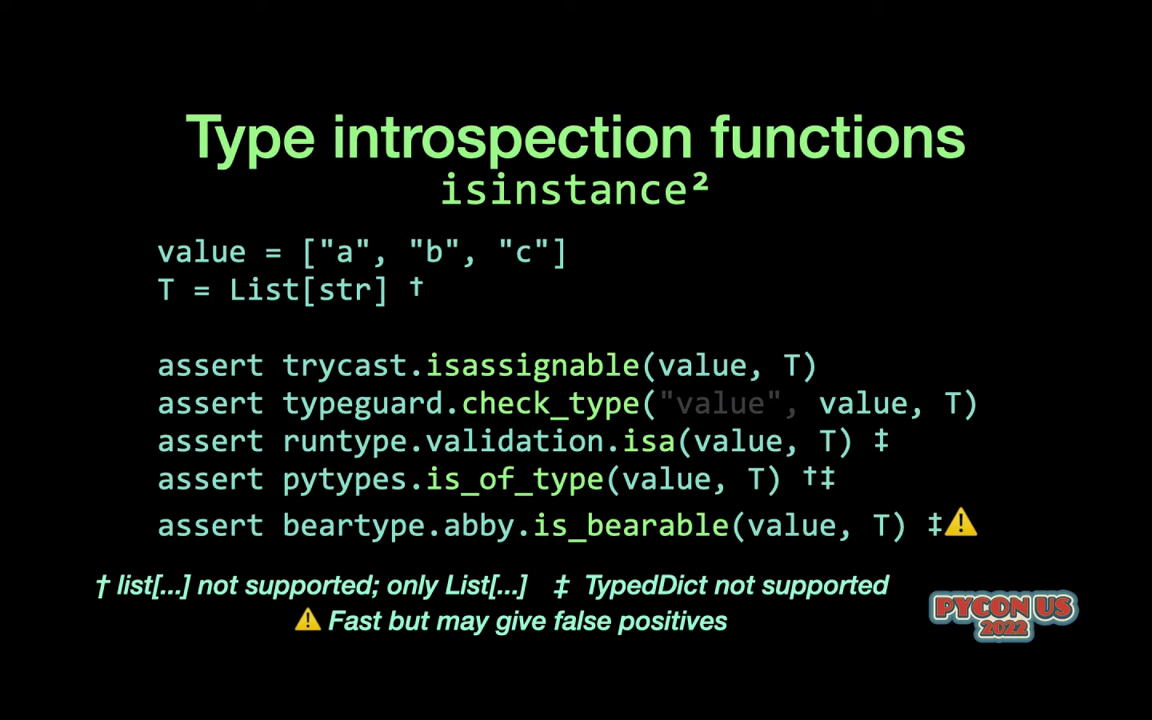 Type introspection functions
isinstance²
value = ["a", "b", "c"]
T = List[str] †
assert trycast.isassignable(value, T)
assert typeguard.check_type("value", value, T)
assert runtype.validation.isa(value, T) ‡
assert pytypes.is_of_type(value, T) †‡
assert beartype.abby.is_bearable(value, T) ‡⚠️
† list[...] not supported; only List[...] ‡ TypedDict not supported
⚠️ Fast but may give false positives
PYCON US
2022